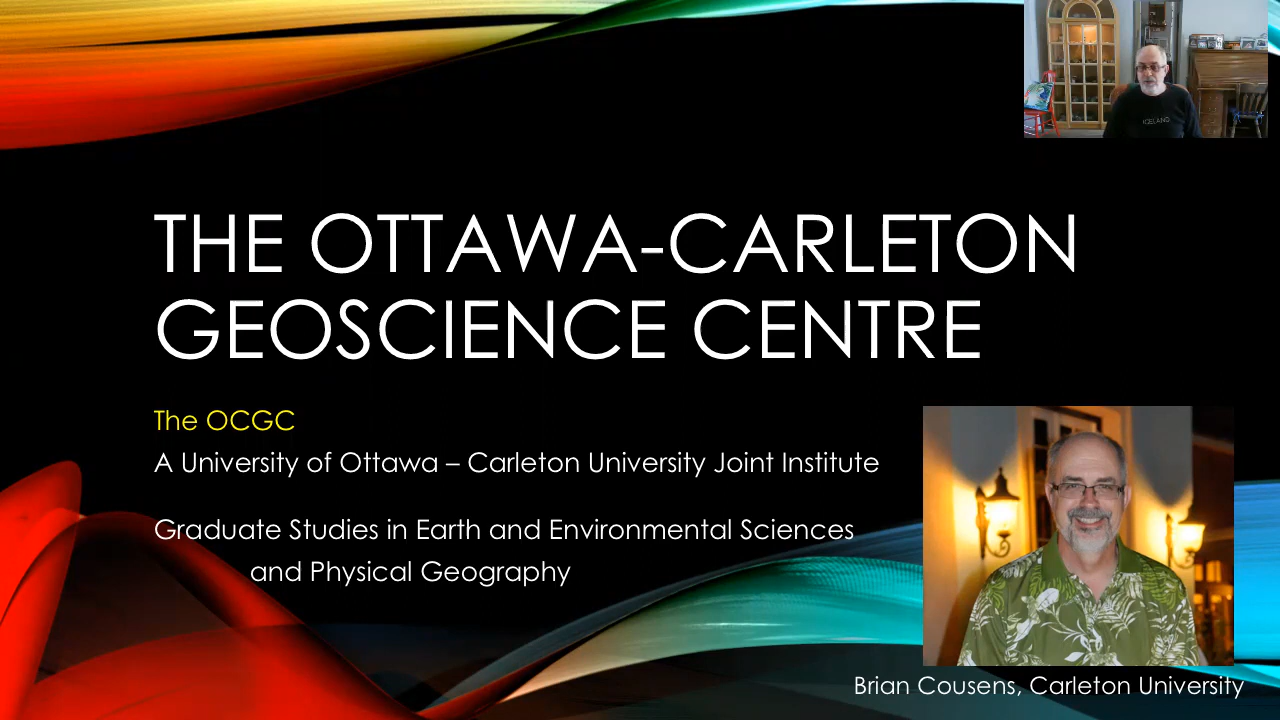 ICELAND
THE OTTAWA-CARLETON
GEOSCIENCE CENTRE
The OCGC
A University of Ottawa – Carleton University Joint Institute
Graduate Studies in Earth and Environmental Sciences
and Physical Geography
Brian Cousens, Carleton University